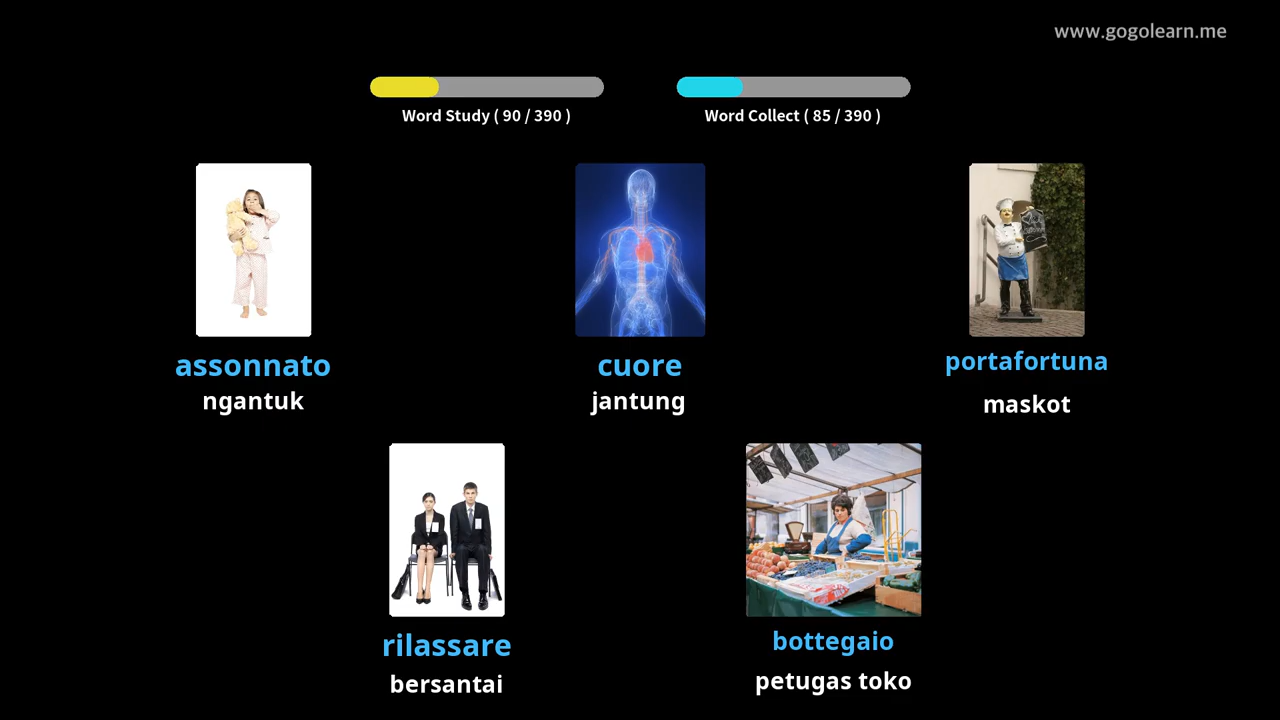 www.gogolearn.me
Word Study ( 90 / 390 )
Word Collect ( 85 / 390 )
assonnato
ngantuk
cuore
jantung
portafortuna
maskot
rilassare
bersantai
bottegaio
petugas toko